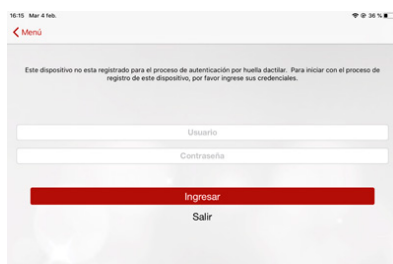 16:15 Mar 4 feb. 36 %
Menú
Este dispositivo no esta registrado para el proceso de autenticación por huella dactilar. Para iniciar con el proceso de
registro de este dispositivo, por favor ingrese sus credenciales.
Usuario
Contraseña
Ingresar
Salir